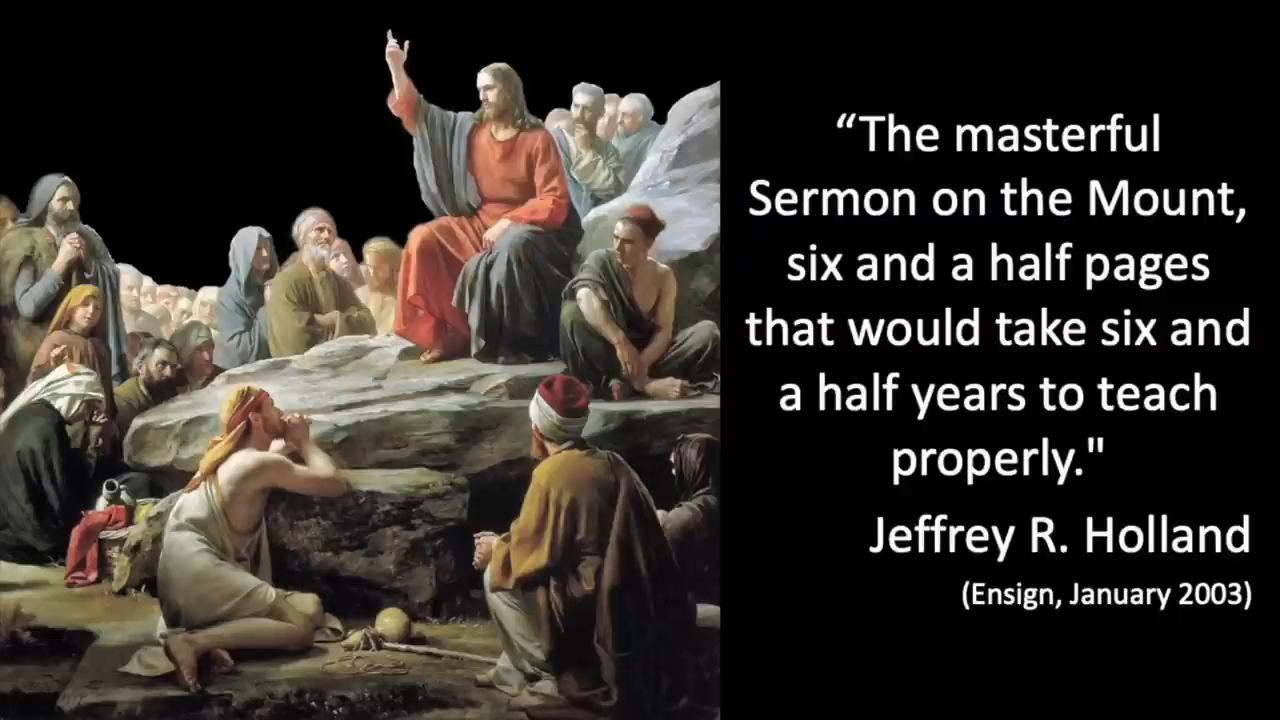 “The masterful
Sermon on the Mount,
six and a half pages
that would take six and
a half years to teach
properly."
Jeffrey R. Holland
(Ensign, January 2003)